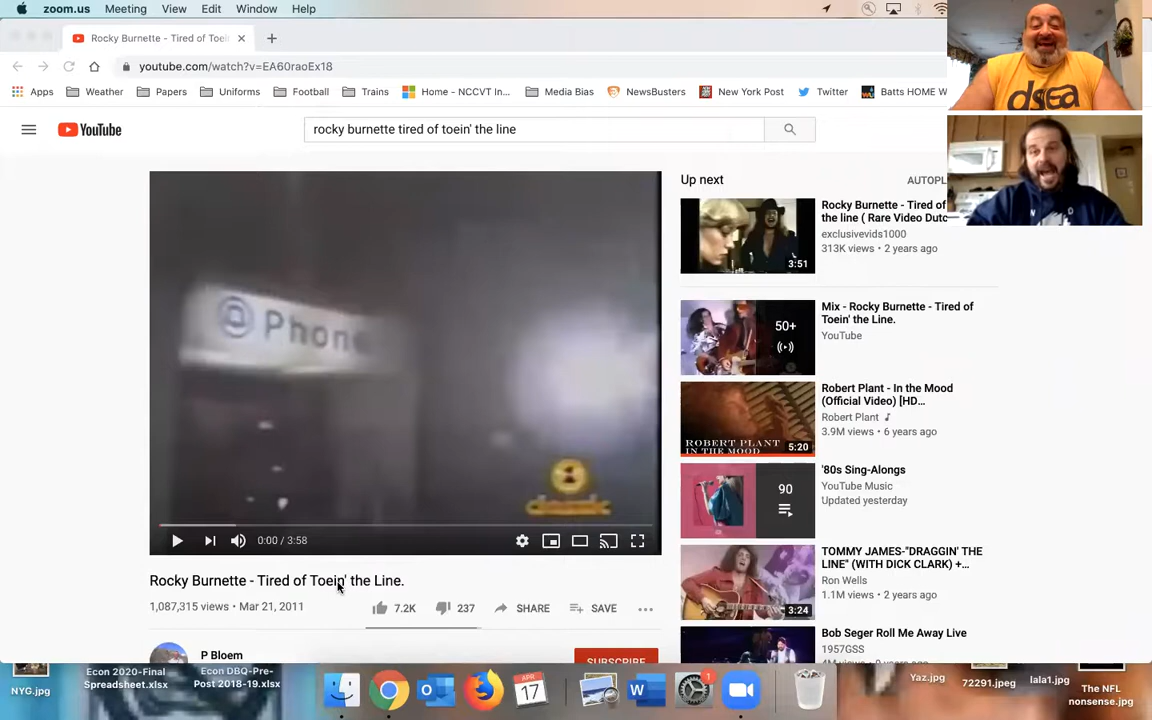 zoom.us Meeting View Edit Window Help
Rocky Burnette - Tired of Toei
youtube.com/watch?v=EA60raoEx18
Apps Weather Papers Uniforms Football Trains Home - NCCVT In... Media Bias NewsBusters New York Post Twitter Batts HOME W
YouTube
rocky burnette tired of toein' the line
dsea
Up next AUTOPL
Rocky Burnette - Tired of
the line ( Rare Video Dutc
exclusivevids1000
313K views • 2 years ago
3:51
Mix - Rocky Burnette - Tired of
Toein' the Line.
YouTube
50+
Robert Plant - In the Mood
(Official Video) [HD...
Robert Plant
3.9M views • 6 years ago
ROBERT PLANT
IN THE MOOD
5:20
'80s Sing-Alongs
YouTube Music
Updated yesterday
90
TOMMY JAMES-"DRAGGIN' THE
LINE" (WITH DICK CLARK) +...
Ron Wells
1.1M views • 2 years ago
3:24
Bob Seger Roll Me Away Live
1957GSS
Phone
0:00 / 3:58
Rocky Burnette - Tired of Toein' the Line.
1,087,315 views • Mar 21, 2011
7.2K 237 SHARE SAVE
P Bloem
SUBSCRIBE
NYG.jpg
Econ 2020-Final
Spreadsheet.xlsx
Econ DBQ-Pre-
Post 2018-19.xlsx
APR
17
1
Yaz.jpg
72291.jpeg
lala1.jpg
The NFL
nonsense.jpg